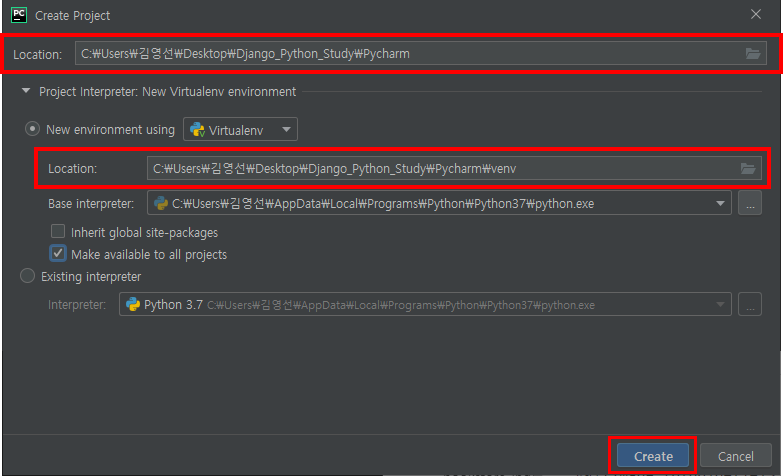 PC Create Project
Location: C:₩Users₩김영선₩Desktop₩Django_Python_Study₩Pycharm
Project Interpreter: New Virtualenv environment
New environment using Virtualenv
Location: C:₩Users₩김영선₩Desktop₩Django_Python_Study₩Pycharm₩venv
Base interpreter: C:₩Users₩김영선₩AppData₩Local₩Programs₩Python₩Python37₩python.exe ...
Inherit global site-packages
Make available to all projects
Existing interpreter
Interpreter: Python 3.7 C:₩Users₩김영선₩AppData₩Local₩Programs₩Python₩Python37₩python.exe ...
Create Cancel